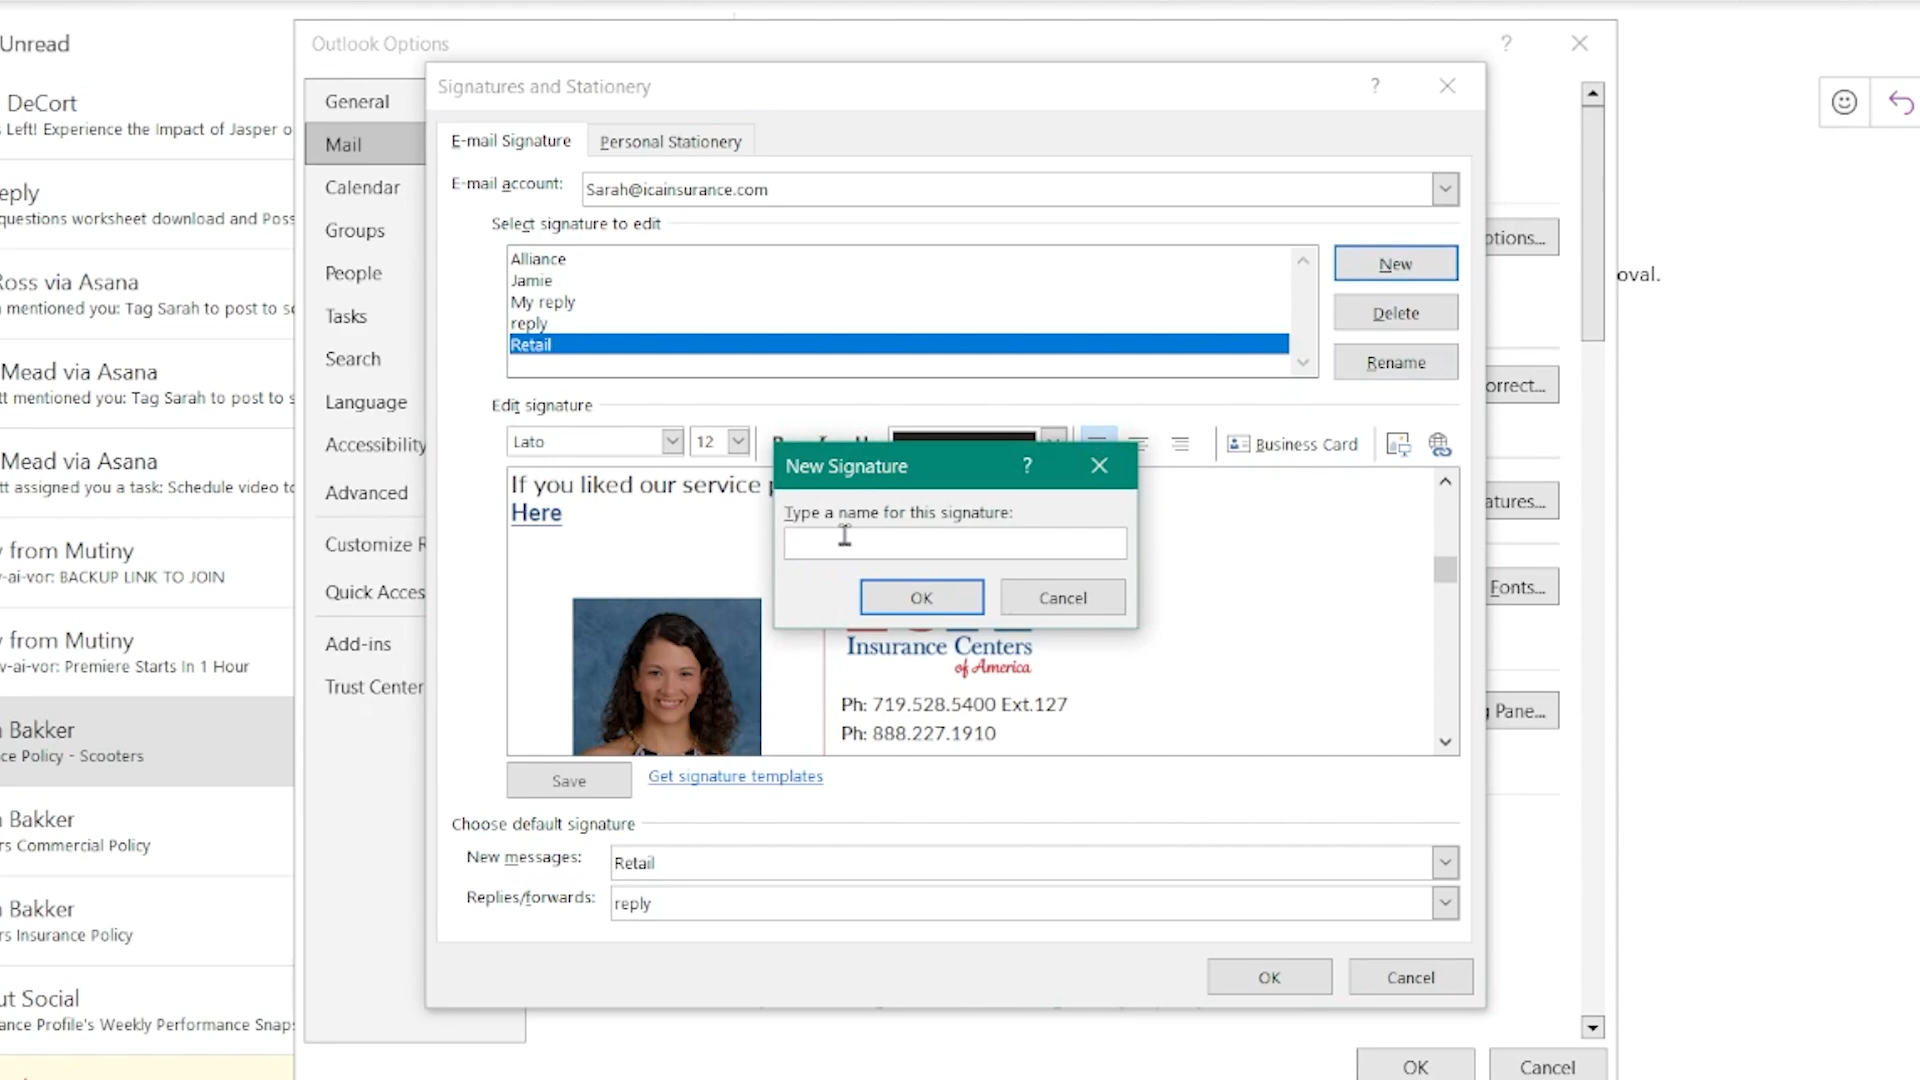 Unread
DeCort
Left! Experience the Impact of Jasper o
eply
questions worksheet download and Poss
Ross via Asana
mentioned you: Tag Sarah to post to so
Mead via Asana
tt mentioned you: Tag Sarah to post to s
Mead via Asana
tt assigned you a task: Schedule video to
from Mutiny
-ai-vor: BACKUP LINK TO JOIN
from Mutiny
v-ai-vor: Premiere Starts In 1 Hour
Bakker
ce Policy - Scooters
Bakker
rs Commercial Policy
Bakker
rs Insurance Policy
ut Social
ance Profile's Weekly Performance Snap
Outlook Options
?
General
Mail
Calendar
Groups
People
Tasks
Search
Language
Accessibility
Advanced
Customize R
Quick Acces
Add-ins
Trust Center
Signatures and Stationery
?
E-mail Signature
Personal Stationery
E-mail account:
Sarah@icainsurance.com
Select signature to edit
Alliance
Jamie
My reply
reply
Retail
New
Delete
Rename
Edit signature
Lato
12
Business Card
If you liked our service
Here
New Signature
?
Type a name for this signature:
OK
Cancel
Insurance Centers
of America
Ph: 719.528.5400 Ext.127
Ph: 888.227.1910
Save
Get signature templates
Choose default signature
New messages:
Retail
Replies/forwards:
reply
OK
Cancel
ptions...
orrect...
atures...
Fonts...
Pane...
oval.
OK
Cancel